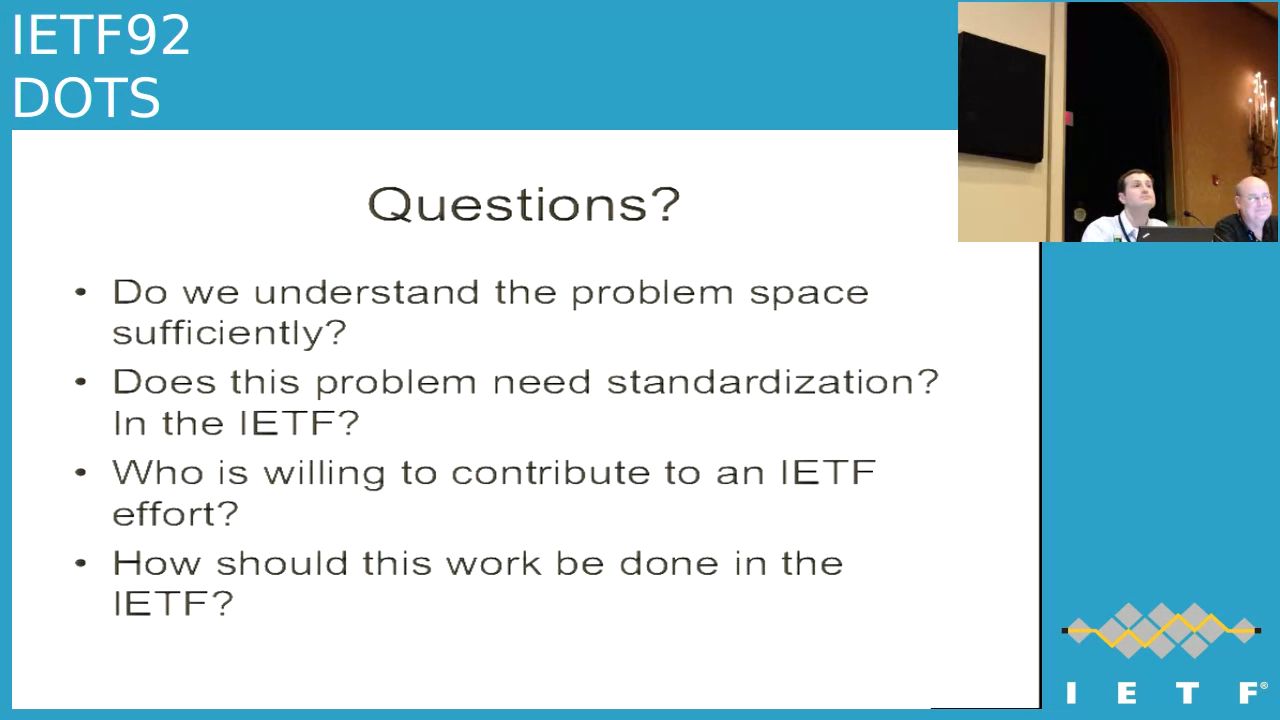 IETF92
DOTS
Questions?
• Do we understand the problem space
sufficiently?
• Does this problem need standardization?
In the IETF?
• Who is willing to contribute to an IETF
effort?
• How should this work be done in the
IETF?
I E T F®